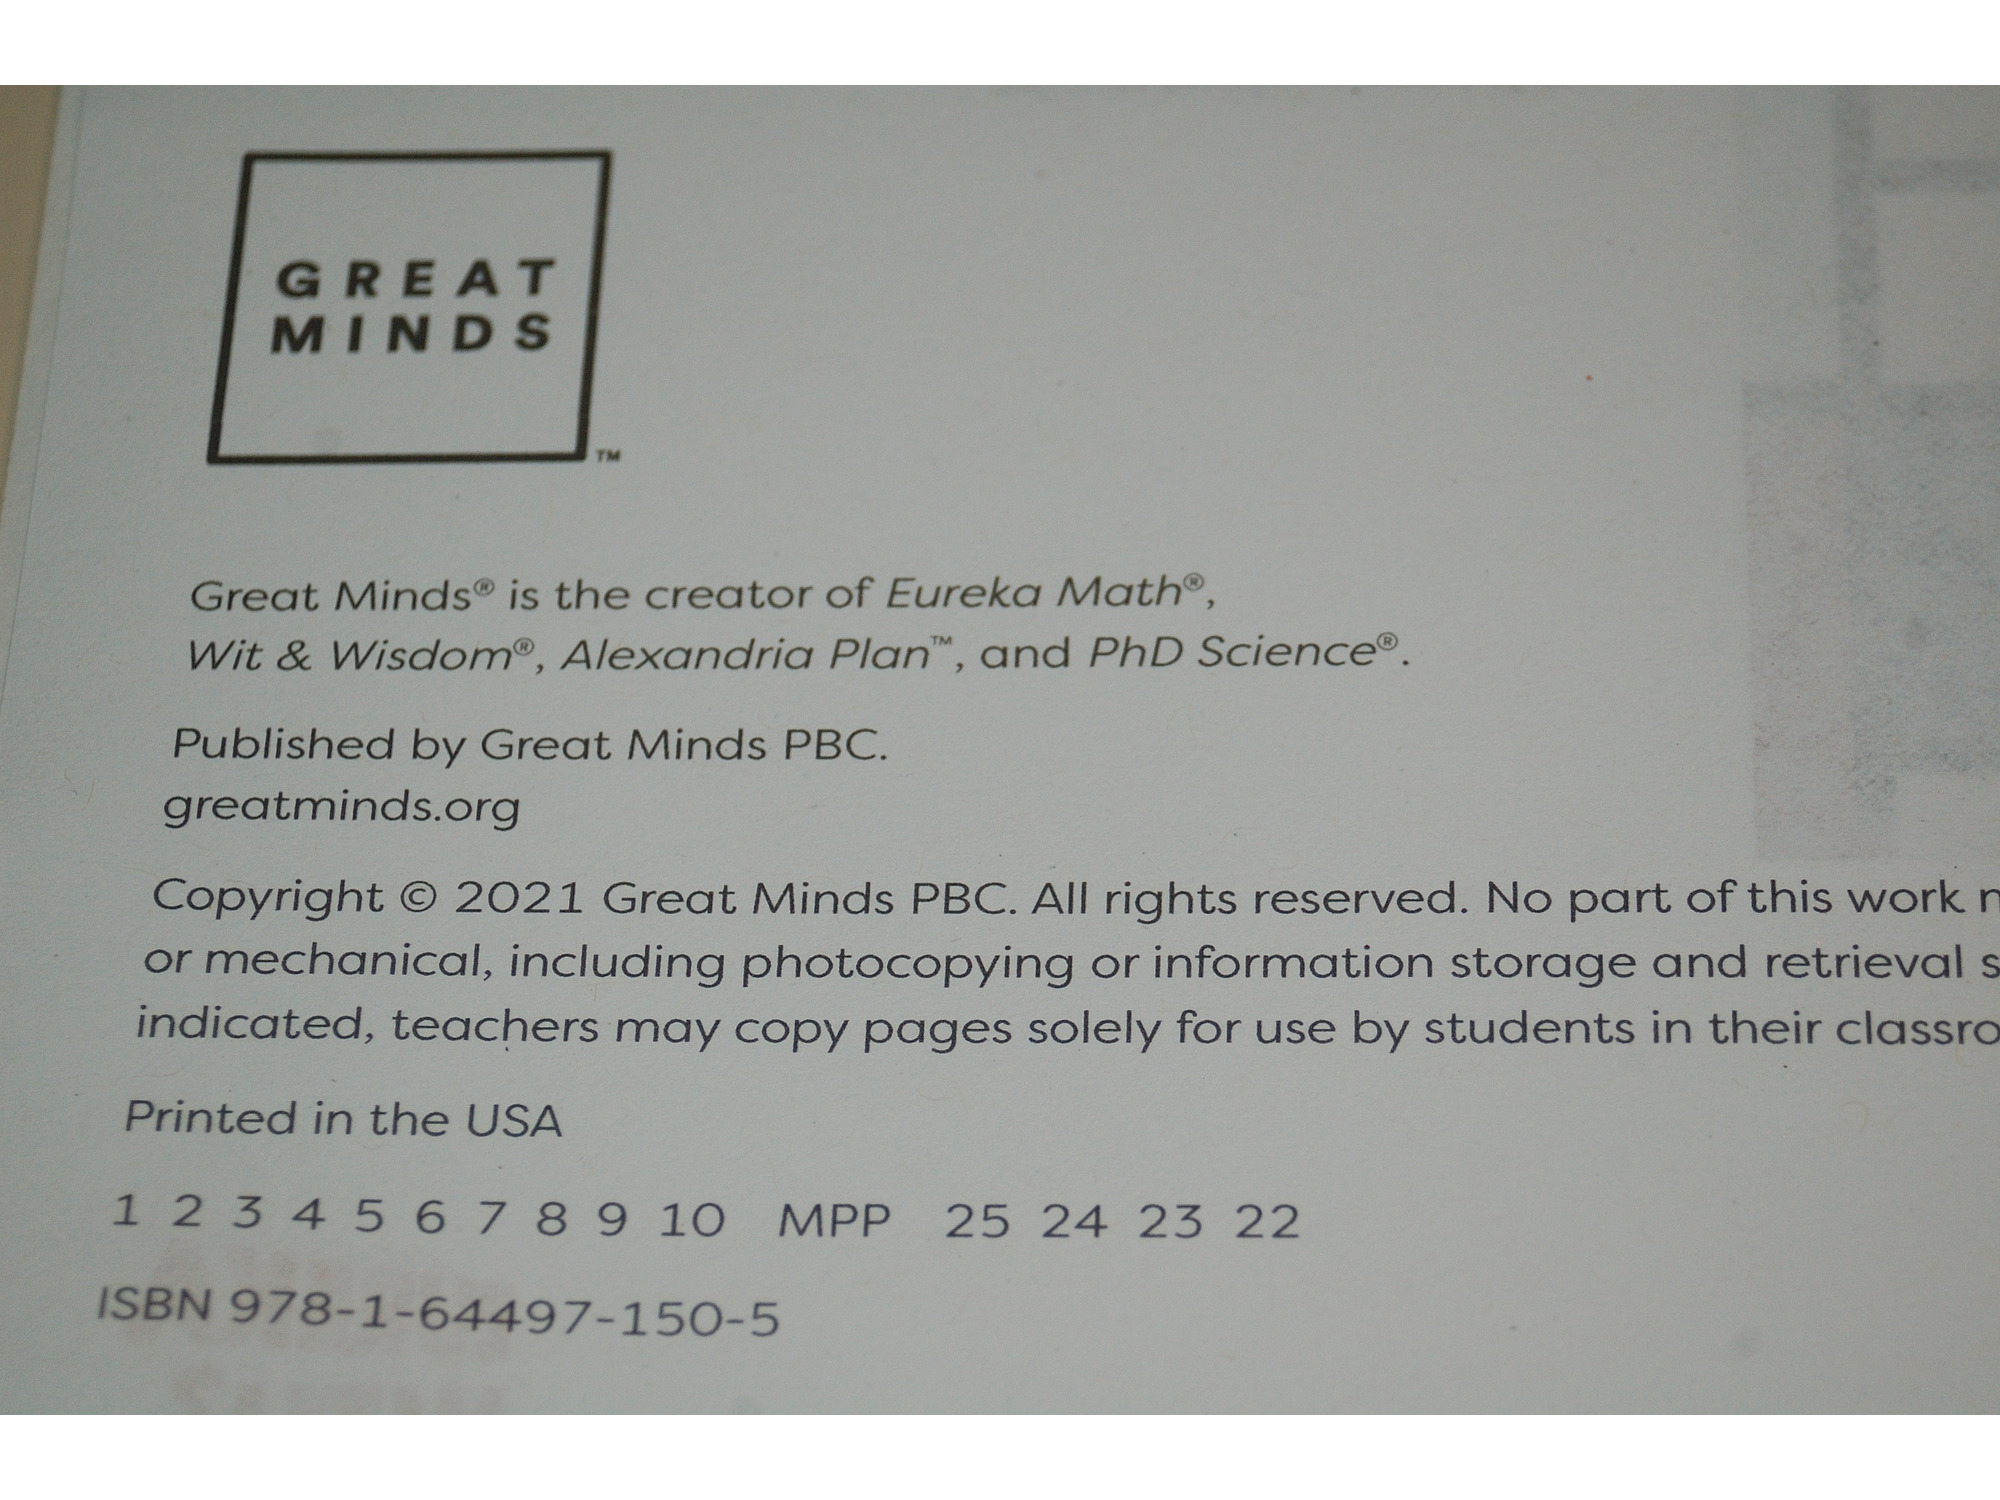 GREAT
MINDS
™
Great Minds® is the creator of Eureka Math®,
Wit & Wisdom®, Alexandria Plan™, and PhD Science®.
Published by Great Minds PBC.
greatminds.org
Copyright © 2021 Great Minds PBC. All rights reserved. No part of this work
or mechanical, including photocopying or information storage and retrieval
indicated, teachers may copy pages solely for use by students in their
Printed in the USA
1 2 3 4 5 6 7 8 9 10 MPP 25 24 23 22
ISBN 978-1-64497-150-5